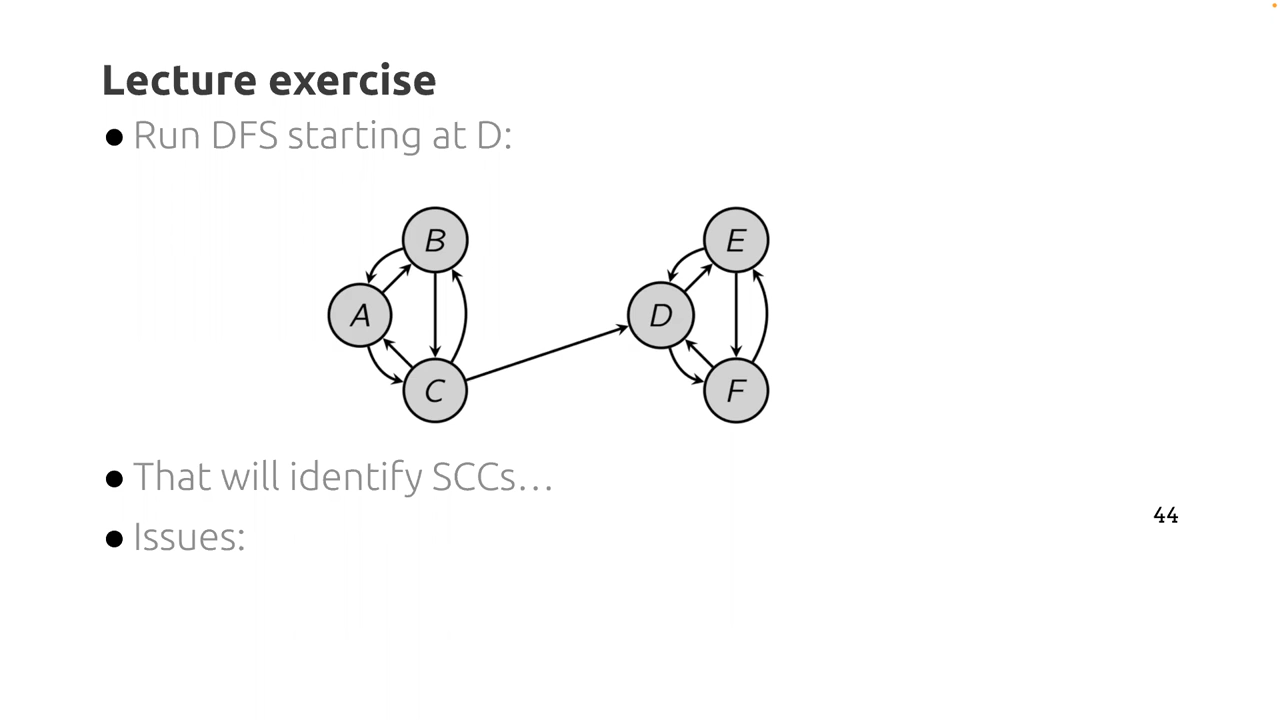 Lecture exercise
● Run DFS starting at D:
B
E
A
D
C
F
● That will identify SCCs…
44
● Issues: